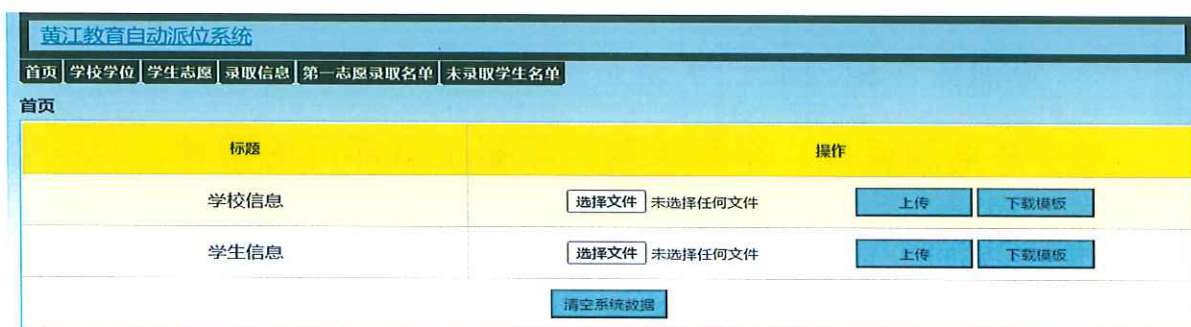 黄江教育自动派位系统
首页 学校学位 学生志愿 录取信息 第一志愿录取名单 未录取学生名单
首页
标题 操作
学校信息 选择文件 未选择任何文件 上传 下载模板
学生信息 选择文件 未选择任何文件 上传 下载模板
清空系统数据